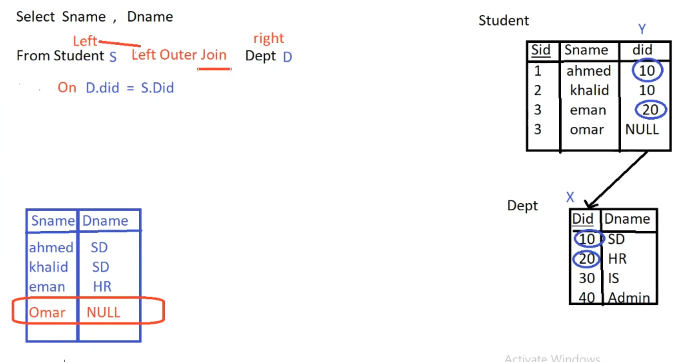 Select Sname , Dname
Left right
From Student S Left Outer Join Dept D
On D.did = S.Did
Student
Y
Sid Sname did
1 ahmed 10
2 khalid 10
3 eman 20
3 omar NULL
Dept
X
Did Dname
10 SD
20 HR
30 IS
40 Admin
Sname Dname
ahmed SD
khalid SD
eman HR
Omar NULL
Activate Windows